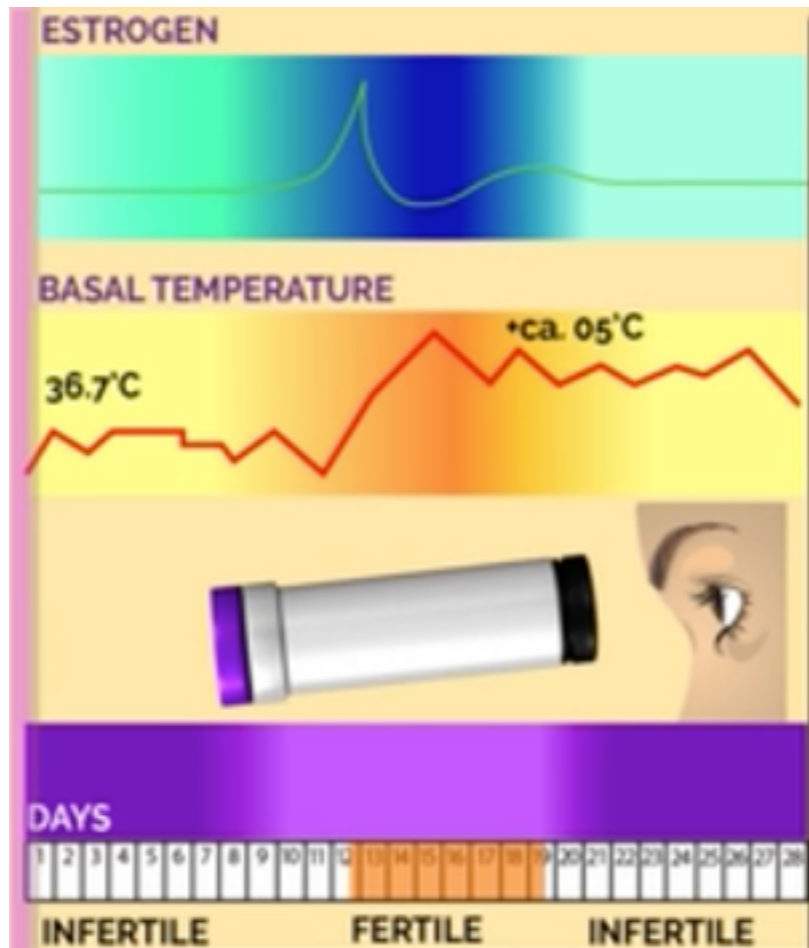 ESTROGEN
BASAL TEMPERATURE
+ca. 05°C
36.7°C
DAYS
1 2 3 4 5 6 7 8 9 10 11 12 13 14 15 16 17 18 19 20 21 22 23 24 25 26 27 28
INFERTILE FERTILE INFERTILE